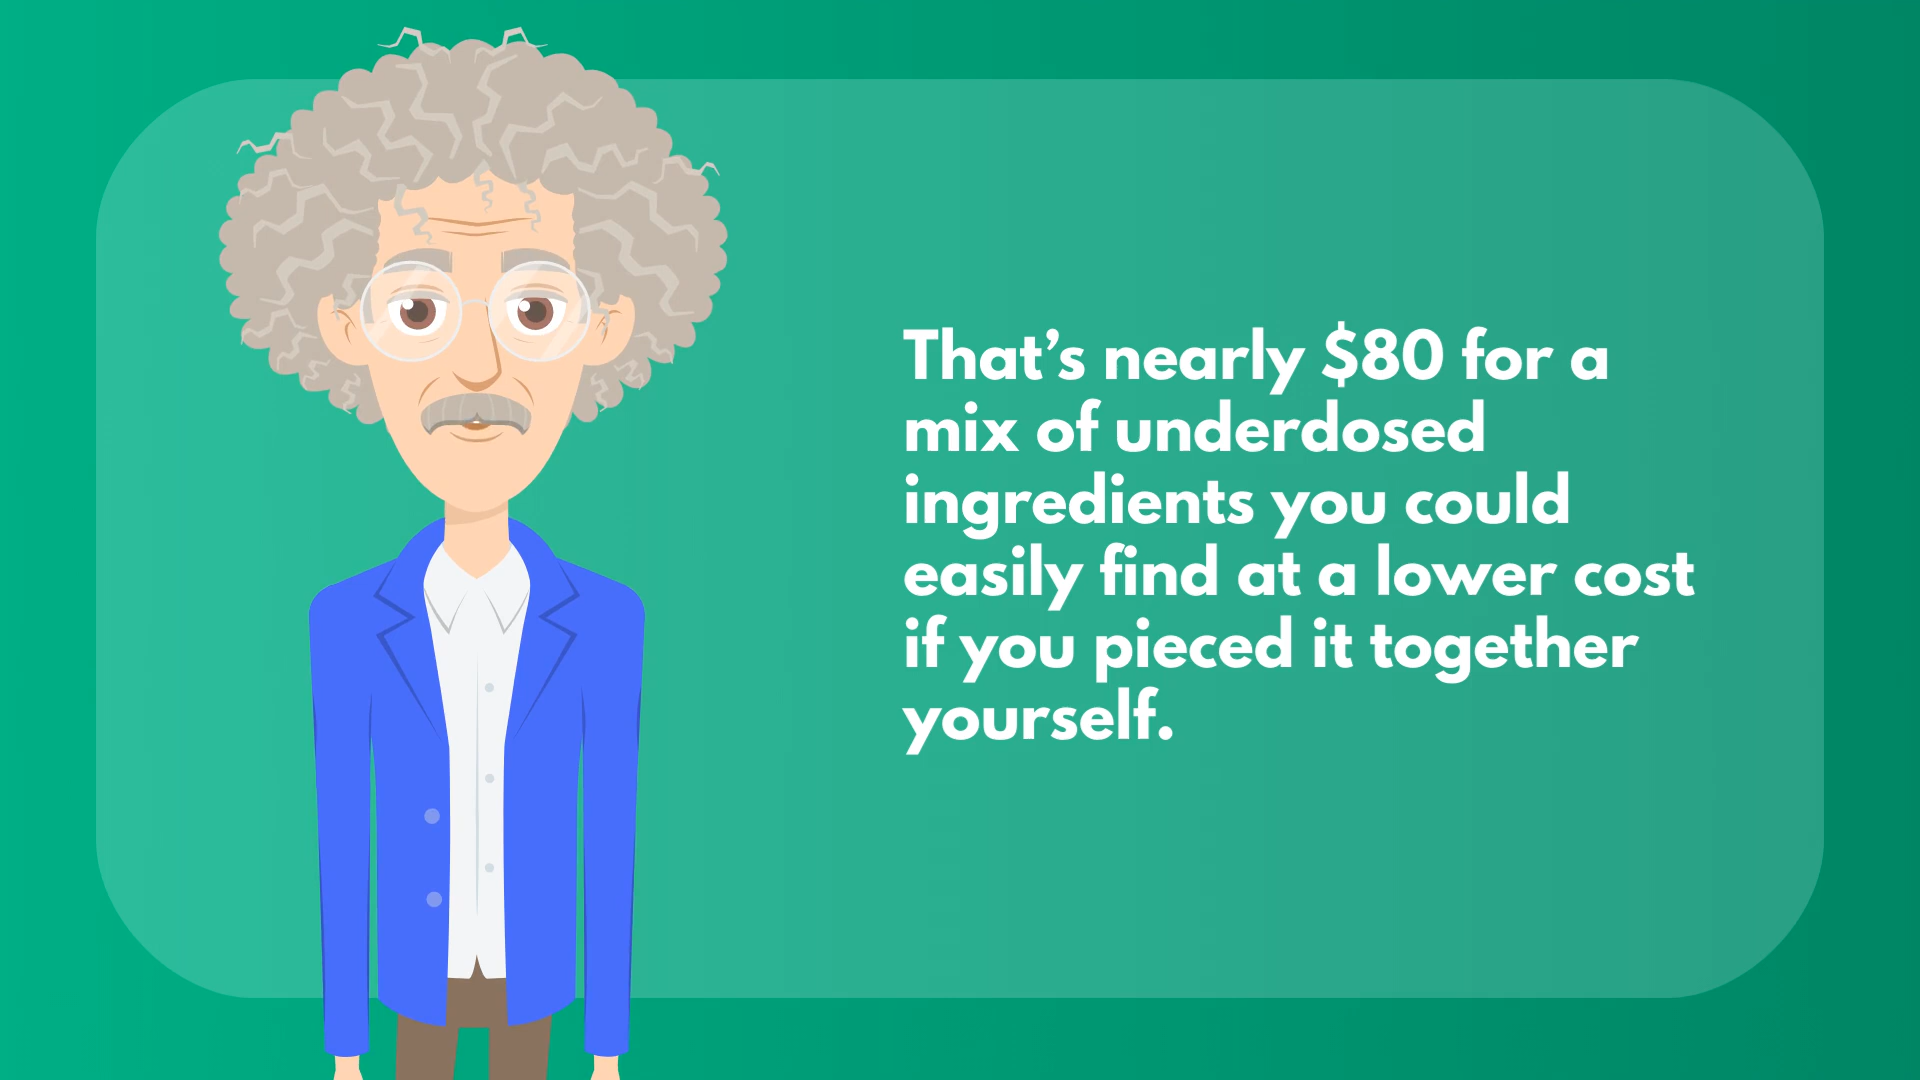 That’s nearly $80 for a
mix of underdosed
ingredients you could
easily find at a lower cost
if you pieced it together
yourself.